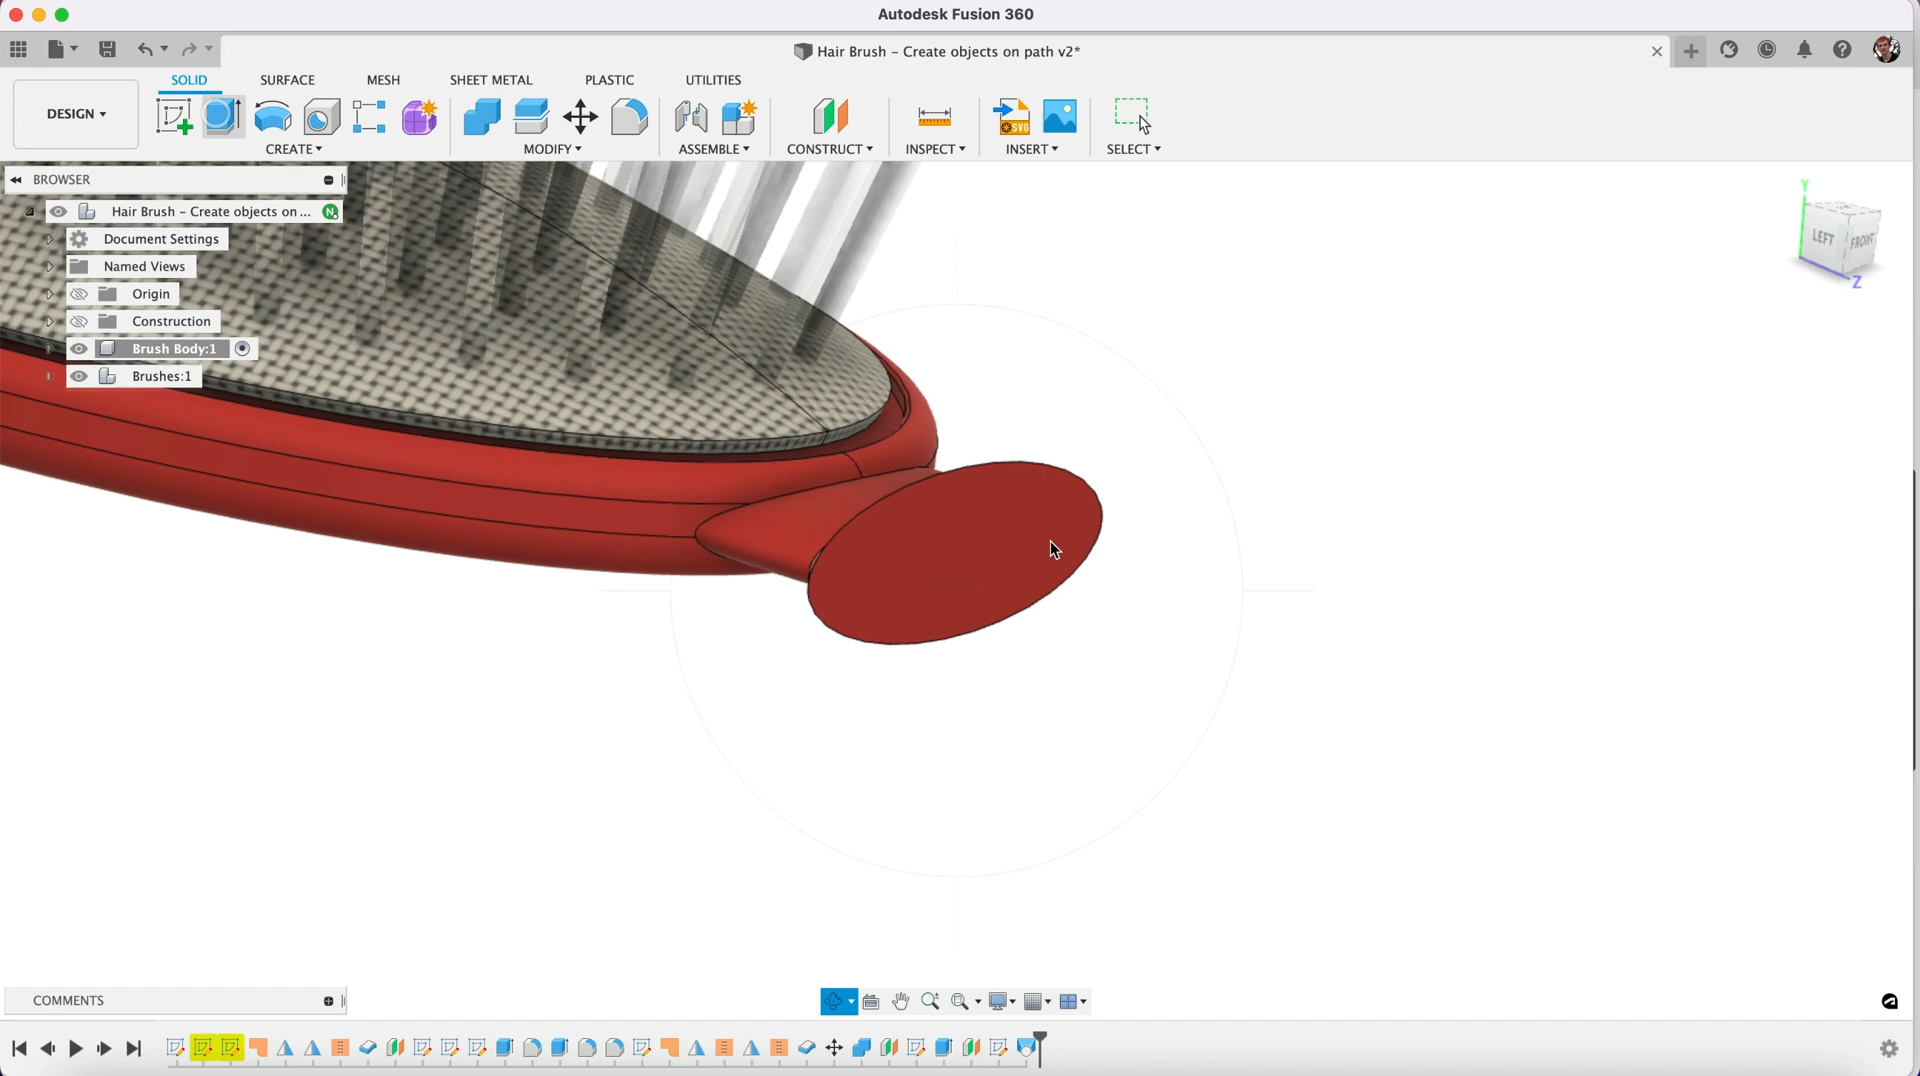 Autodesk Fusion 360
Hair Brush - Create objects on path v2*
SOLID SURFACE MESH SHEET METAL PLASTIC UTILITIES
DESIGN
CREATE MODIFY ASSEMBLE CONSTRUCT INSPECT INSERT SELECT
SVG
BROWSER
Hair Brush - Create objects on ...
N
Document Settings
Named Views
Origin
Construction
Brush Body:1
Brushes:1
Y
LEFT FRONT
Z
COMMENTS